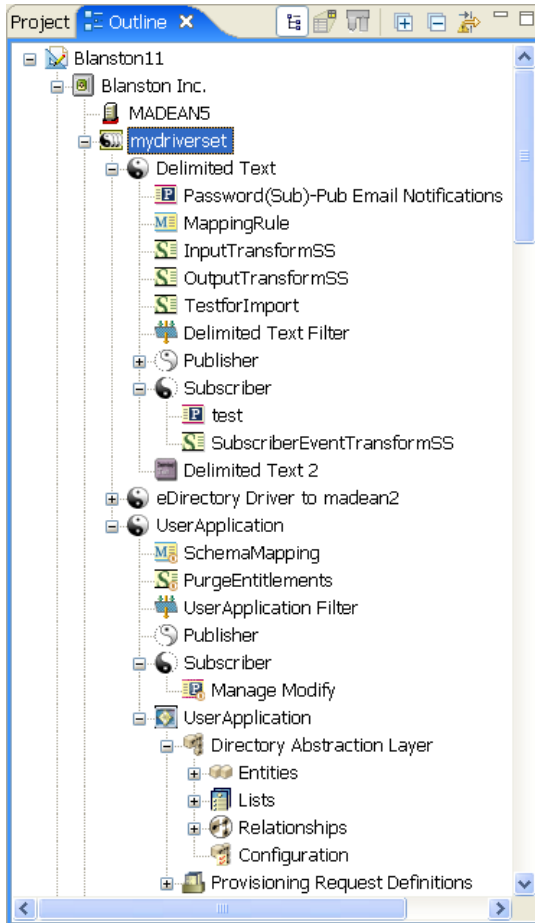 Project Outline
Blanston11
Blanston Inc.
MADEAN5
mydriverset
Delimited Text
Password(Sub)-Pub Email Notifications
MappingRule
InputTransformSS
OutputTransformSS
TestforImport
Delimited Text Filter
Publisher
Subscriber
test
SubscriberEventTransformSS
Delimited Text 2
eDirectory Driver to madean2
UserApplication
SchemaMapping
PurgeEntitlements
UserApplication Filter
Publisher
Subscriber
Manage Modify
UserApplication
Directory Abstraction Layer
Entities
Lists
Relationships
Configuration
Provisioning Request Definitions